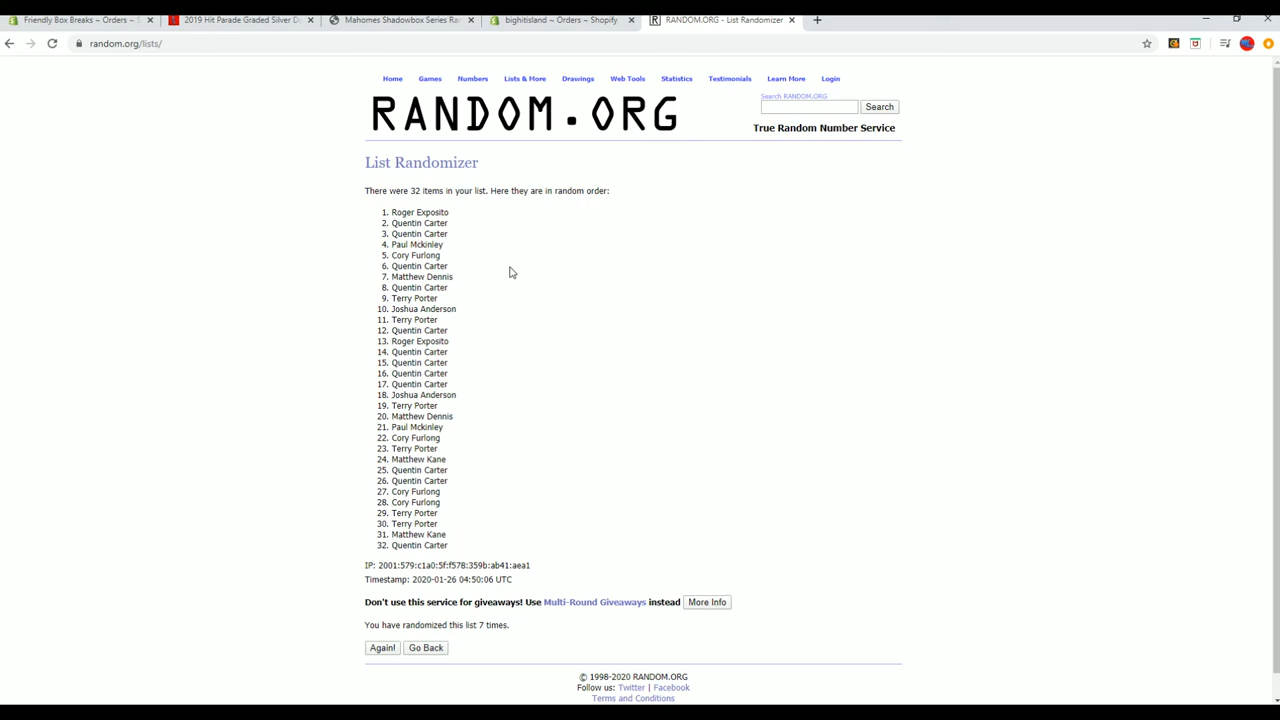 Friendly Box Breaks ~ Orders ~ S
2019 Hit Parade Graded Silver D
Mahomes Shadowbox Series Ra
bighitisland ~ Orders ~ Shopify
RANDOM.ORG - List Randomizer
random.org/lists/
Home Games Numbers Lists & More Drawings Web Tools Statistics Testimonials Learn More Login
RANDOM.ORG
Search RANDOM.ORG
Search
True Random Number Service
List Randomizer
There were 32 items in your list. Here they are in random order:
1. Roger Exposito
2. Quentin Carter
3. Quentin Carter
4. Paul Mckinley
5. Cory Furlong
6. Quentin Carter
7. Matthew Dennis
8. Quentin Carter
9. Terry Porter
10. Joshua Anderson
11. Terry Porter
12. Quentin Carter
13. Roger Exposito
14. Quentin Carter
15. Quentin Carter
16. Quentin Carter
17. Quentin Carter
18. Joshua Anderson
19. Terry Porter
20. Matthew Dennis
21. Paul Mckinley
22. Cory Furlong
23. Terry Porter
24. Matthew Kane
25. Quentin Carter
26. Quentin Carter
27. Cory Furlong
28. Cory Furlong
29. Terry Porter
30. Terry Porter
31. Matthew Kane
32. Quentin Carter
IP: 2001:579:c1a0:5f:f578:359b:ab41:aea1
Timestamp: 2020-01-26 04:50:06 UTC
Don't use this service for giveaways! Use Multi-Round Giveaways instead More Info
You have randomized this list 7 times.
Again! Go Back
© 1998-2020 RANDOM.ORG
Follow us: Twitter | Facebook
Terms and Conditions